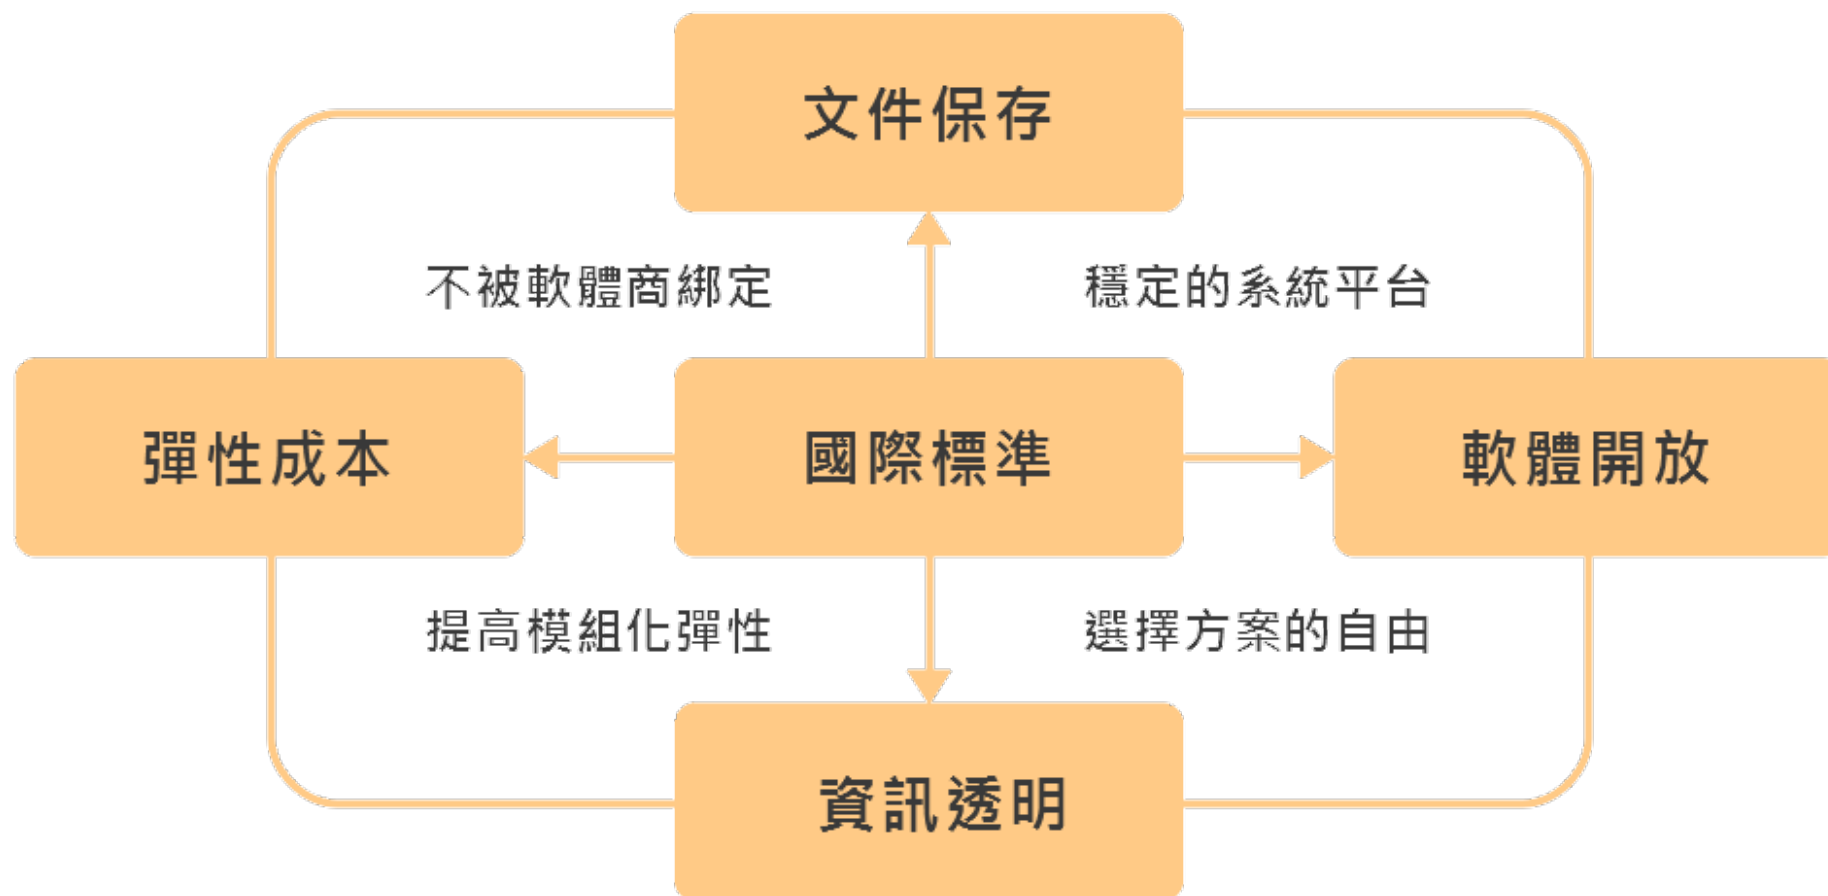 文件保存
不被軟體商綁定
穩定的系統平台
彈性成本
國際標準
軟體開放
提高模組化彈性
選擇方案的自由
資訊透明